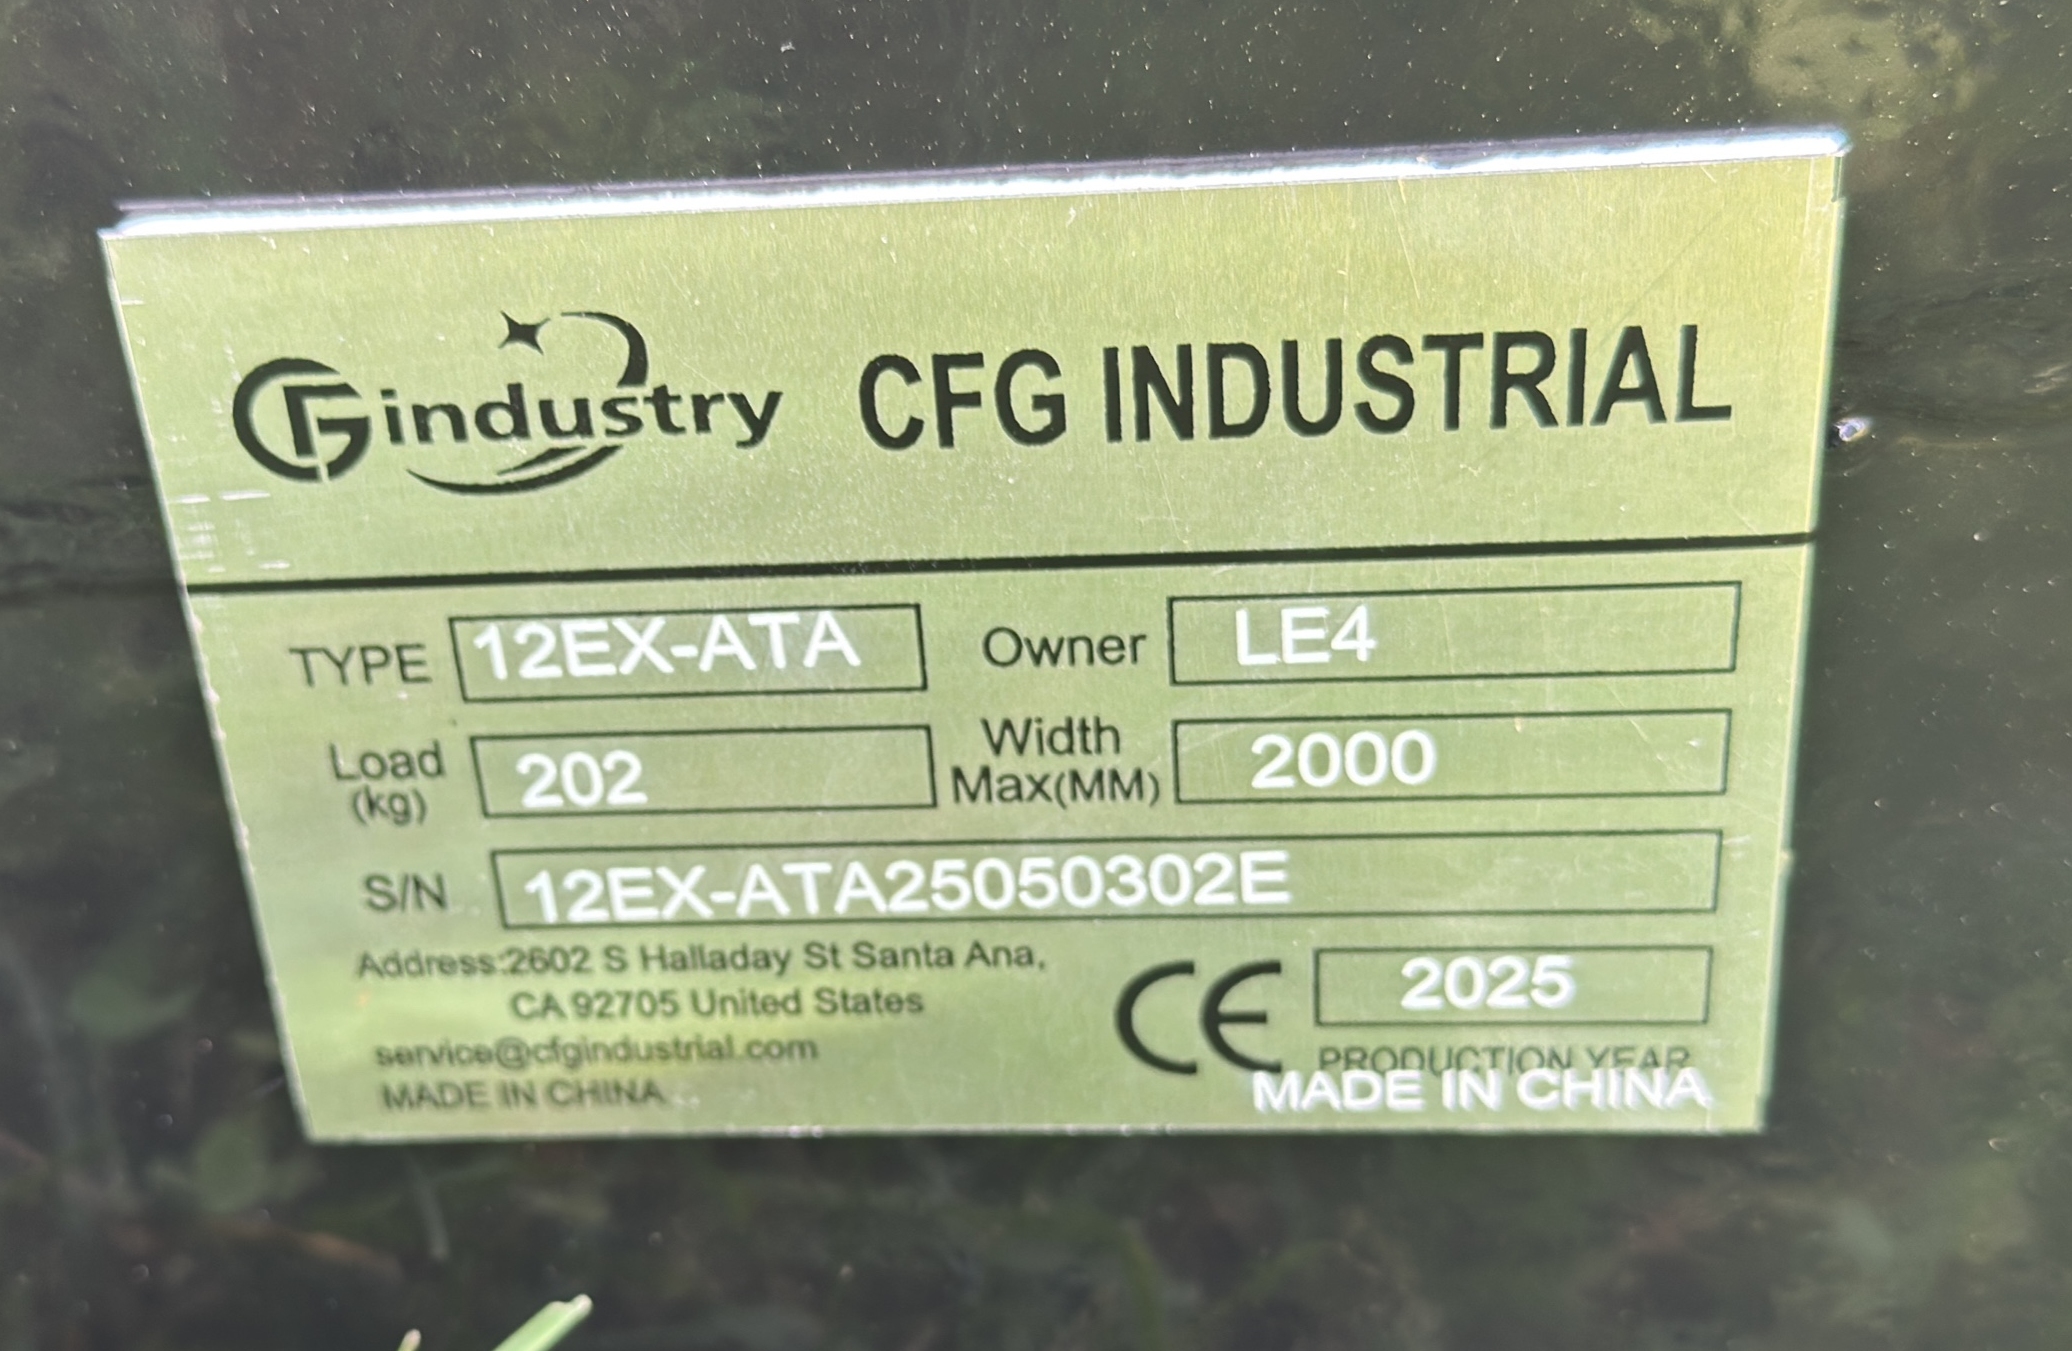 CFG industry CFG INDUSTRIAL
TYPE 12EX-ATA Owner LE4
Load (kg) 202 Width Max(MM) 2000
S/N 12EX-ATA25050302E
Address:2602 S Halladay St Santa Ana,
CA 92705 United States
service@cfgindustrial.com
MADE IN CHINA
CE 2025
PRODUCTION YEAR
MADE IN CHINA